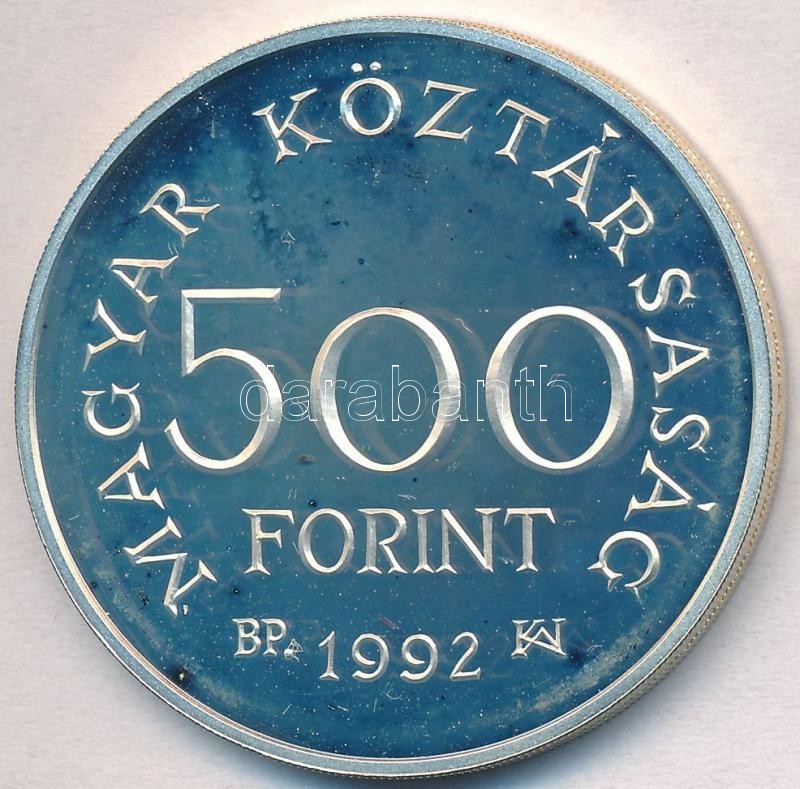 MAGYAR KÖZTÁRSASÁG
500
darabanth
FORINT
BP. 1992